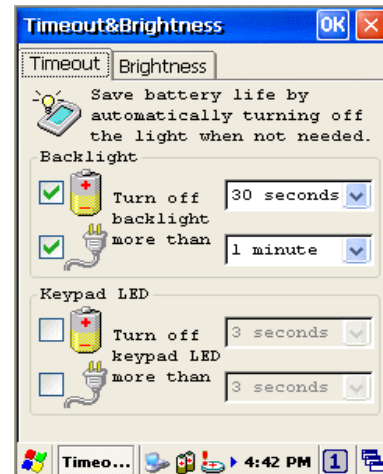 Timeout&Brightness OK
Timeout Brightness
Save battery life by
automatically turning off
the light when not needed.
Backlight
Turn off 30 seconds
backlight
more than 1 minute
Keypad LED
Turn off 3 seconds
keypad LED
more than 3 seconds
Timeo... 4:42 PM 1